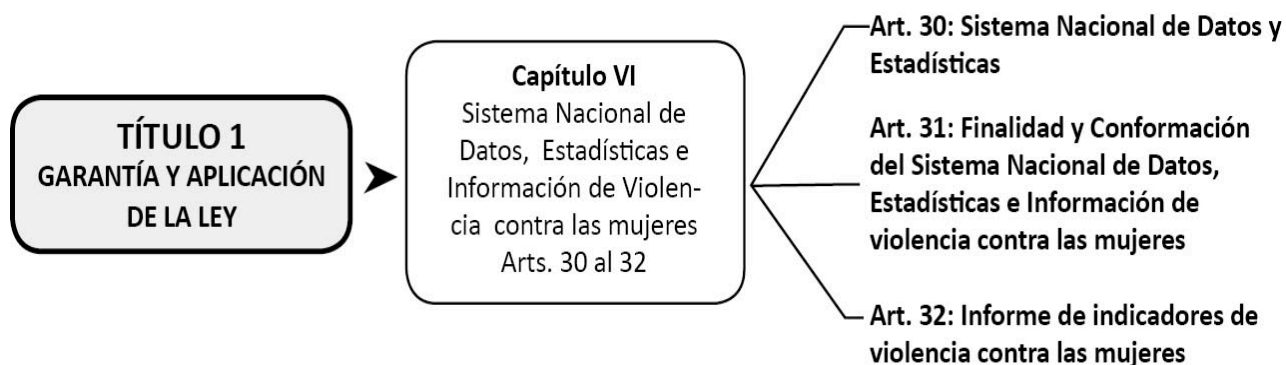 TÍTULO 1
GARANTÍA Y APLICACIÓN
DE LA LEY
Capítulo VI
Sistema Nacional de
Datos, Estadísticas e
Información de Violen-
cia contra las mujeres
Arts. 30 al 32
Art. 30: Sistema Nacional de Datos y
Estadísticas
Art. 31: Finalidad y Conformación
del Sistema Nacional de Datos,
Estadísticas e Información de
violencia contra las mujeres
Art. 32: Informe de indicadores de
violencia contra las mujeres